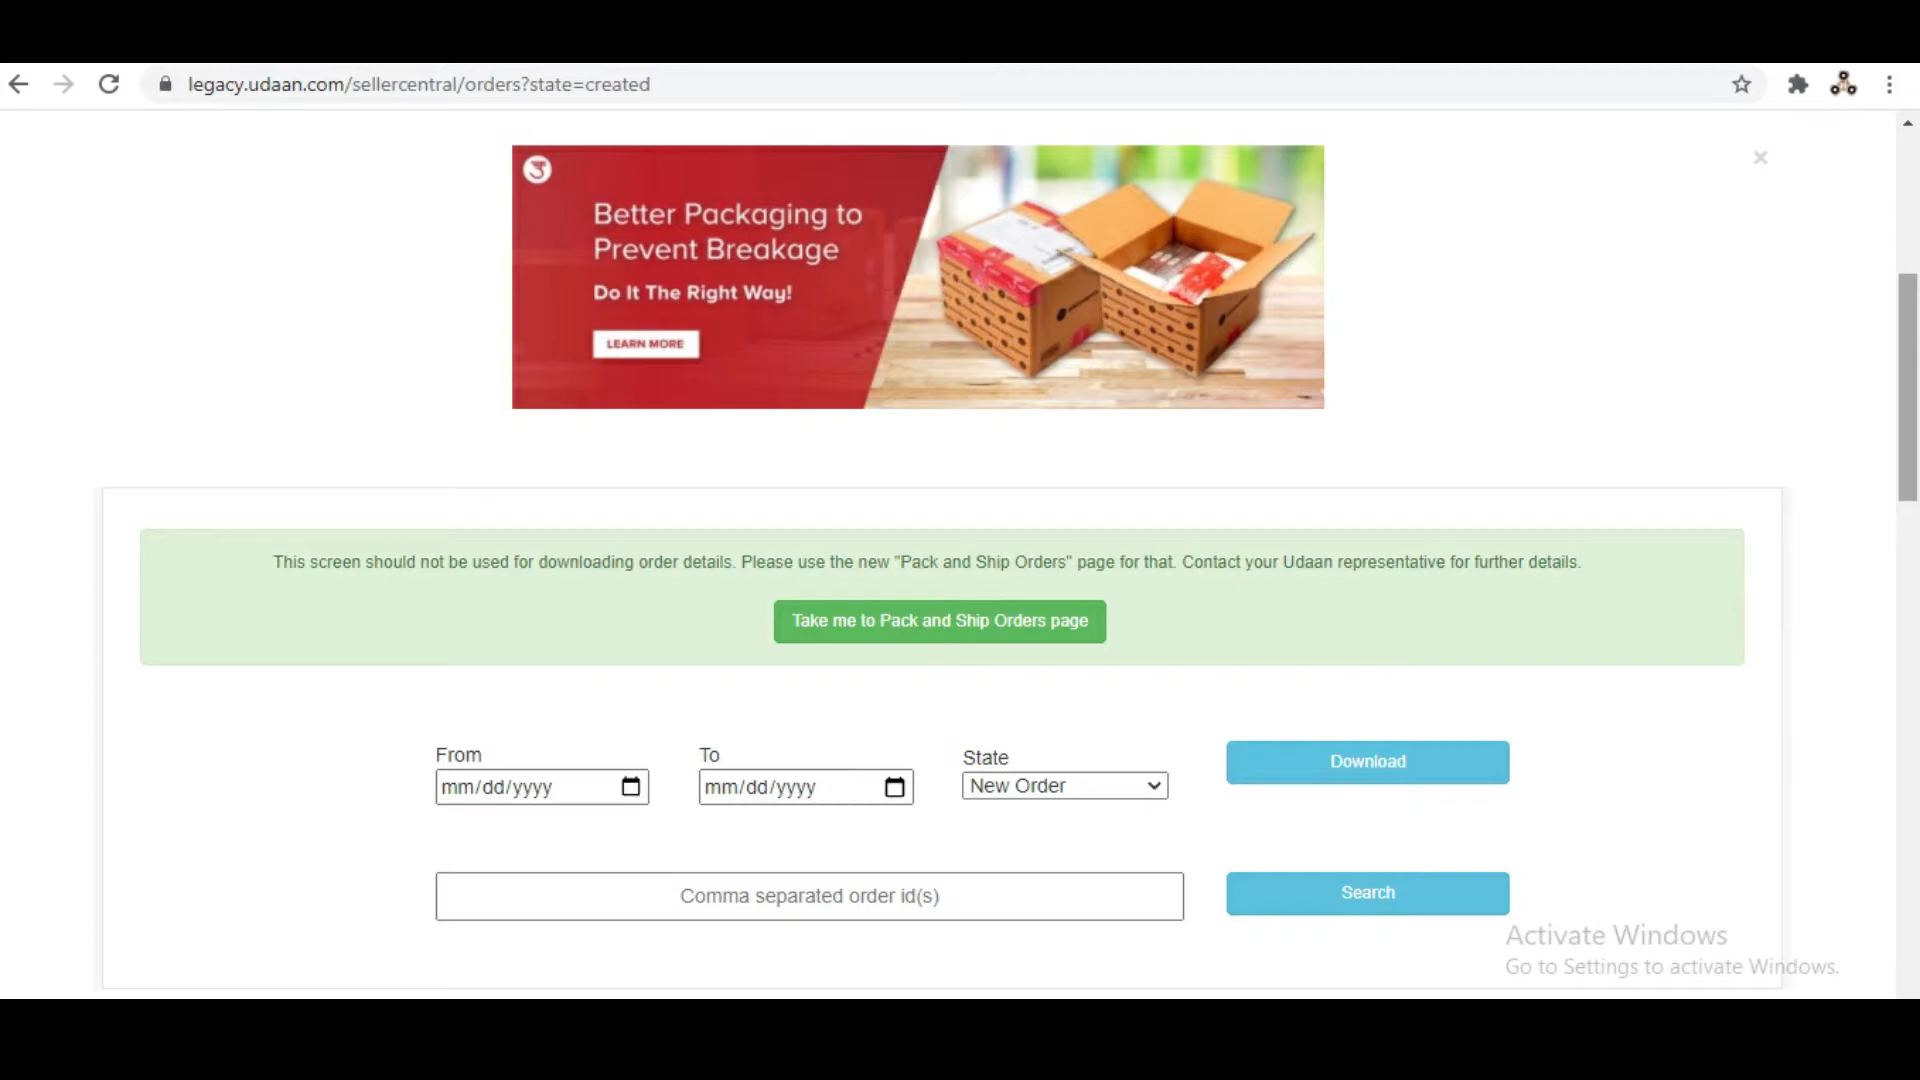 legacy.udaan.com/sellercentral/orders?state=created
Better Packaging to
Prevent Breakage
Do It The Right Way!
LEARN MORE
This screen should not be used for downloading order details. Please use the new "Pack and Ship Orders" page for that. Contact your Udaan representative for further details.
Take me to Pack and Ship Orders page
From To State
mm/dd/yyyy mm/dd/yyyy New Order Download
Comma separated order id(s) Search
Activate Windows
Go to Settings to activate Windows.